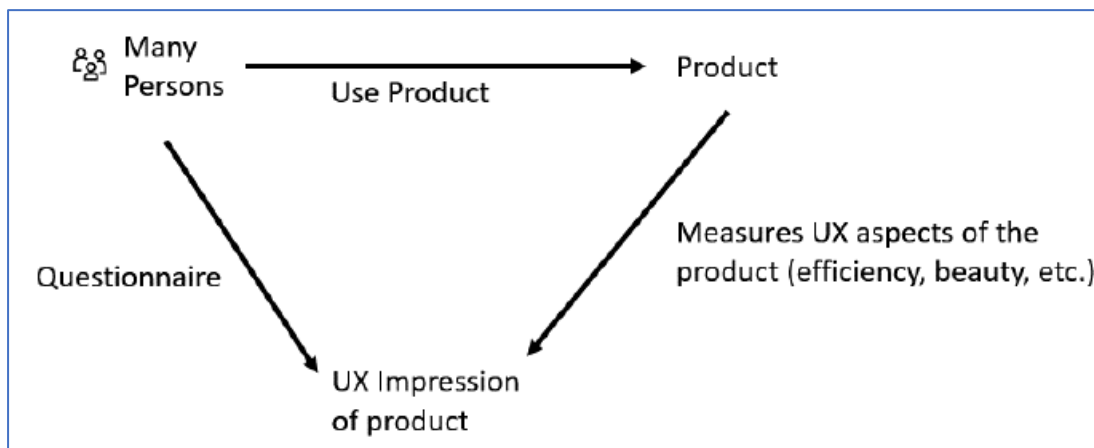 Many
Persons
Use Product
Product
Questionnaire
Measures UX aspects of the
product (efficiency, beauty, etc.)
UX Impression
of product